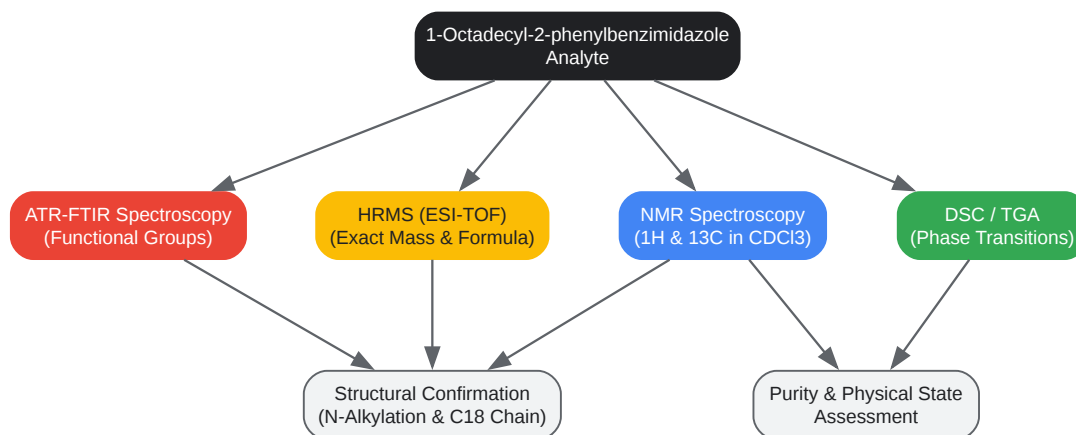 1-Octadecyl-2-phenylbenzimidazole
Analyte
ATR-FTIR Spectroscopy
(Functional Groups)
HRMS (ESI-TOF)
(Exact Mass & Formula)
NMR Spectroscopy
(1H & 13C in CDCl3)
DSC / TGA
(Phase Transitions)
Structural Confirmation
(N-Alkylation & C18 Chain)
Purity & Physical State
Assessment